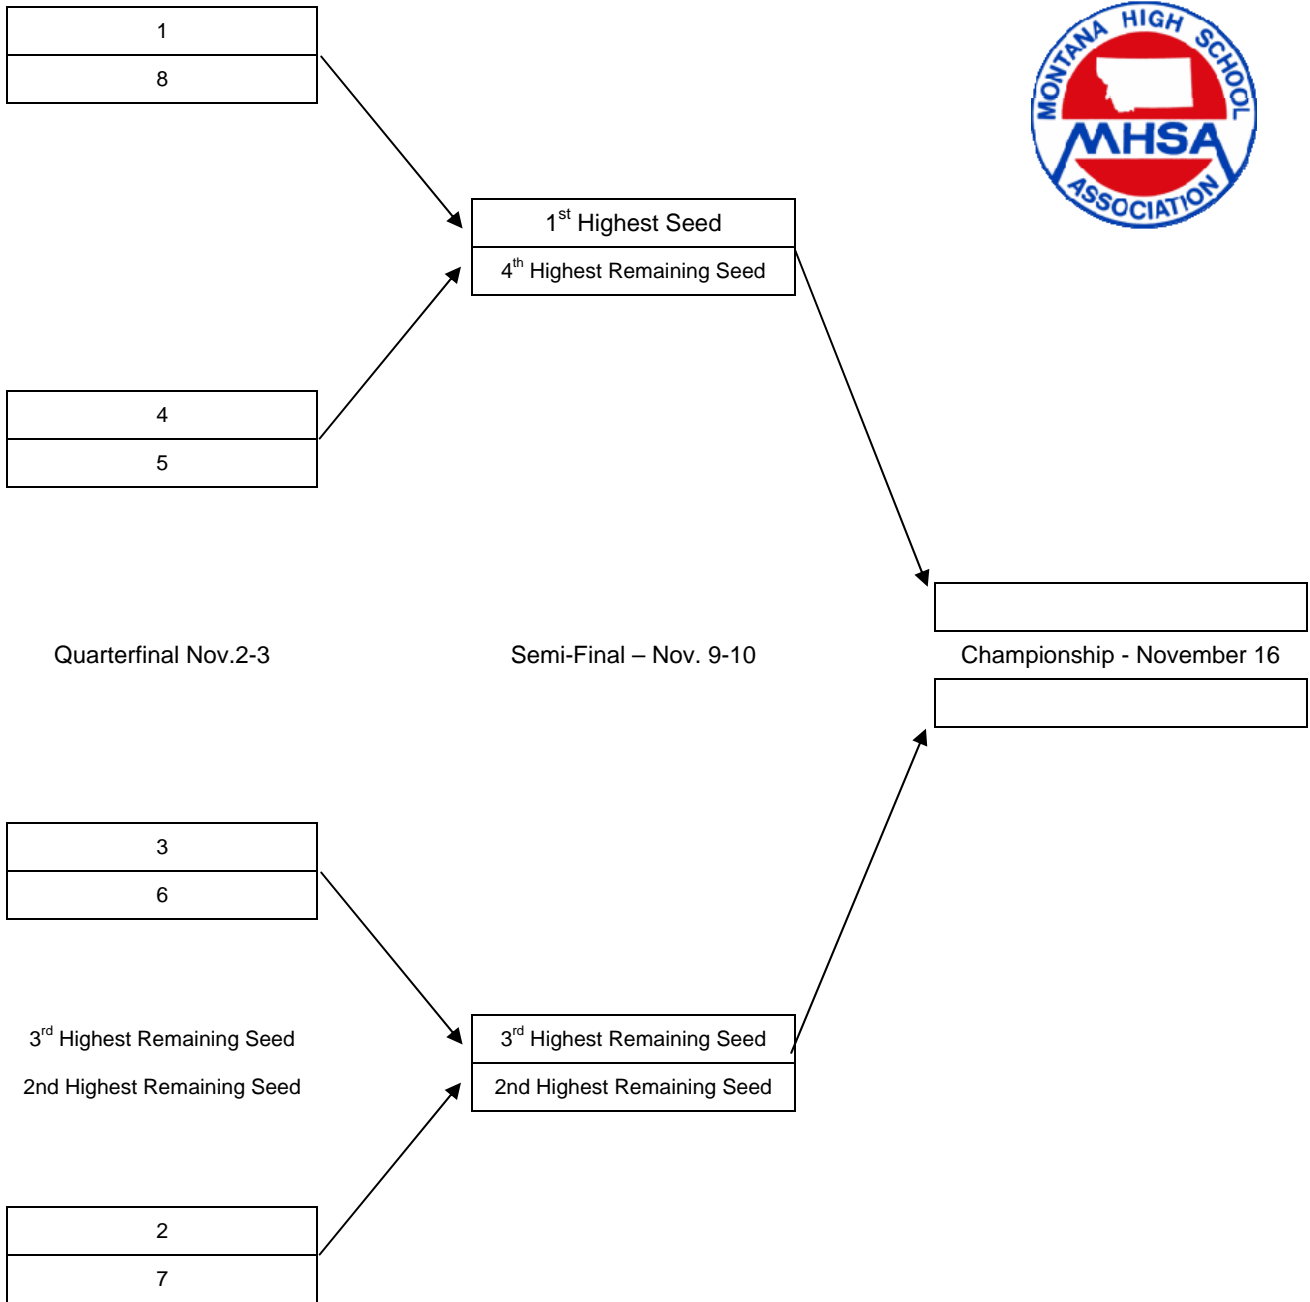 1
8
MONTANA HIGH SCHOOL
MHSA
ASSOCIATION
1st Highest Seed
4th Highest Remaining Seed
4
5
Quarterfinal Nov.2-3
Semi-Final – Nov. 9-10
Championship - November 16
3
6
3rd Highest Remaining Seed
2nd Highest Remaining Seed
3rd Highest Remaining Seed
2nd Highest Remaining Seed
2
7